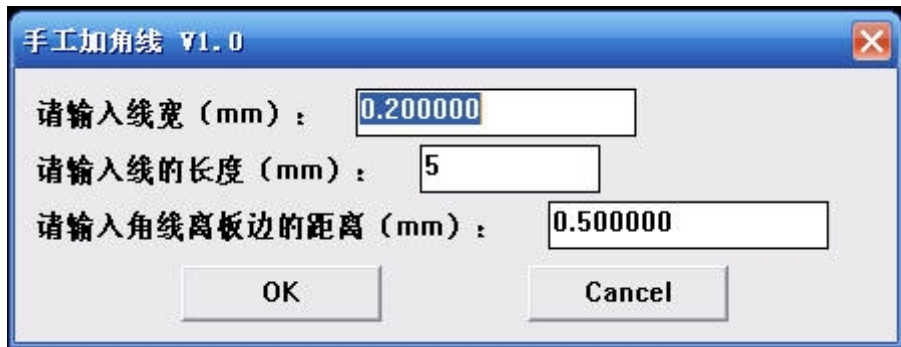 手工加角线 V1.0
请输入线宽（mm）： 0.200000
请输入线的长度（mm）： 5
请输入角线离板边的距离（mm）： 0.500000
OK Cancel